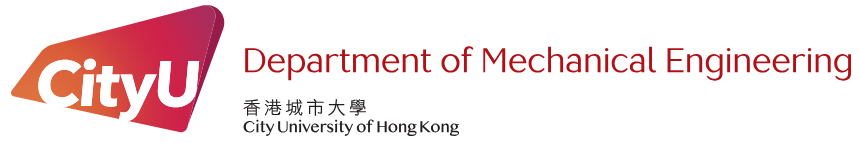 CityU
Department of Mechanical Engineering
香港城市大學
City University of Hong Kong